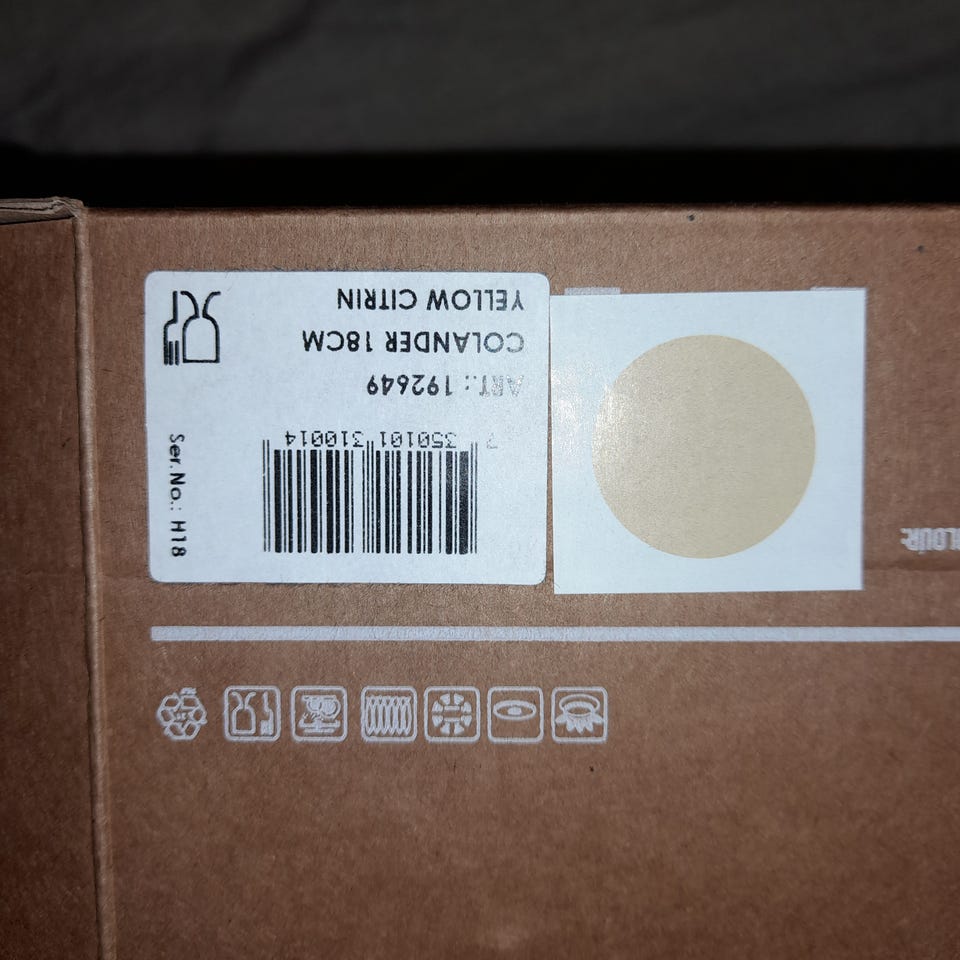 YELLOW CITRIN
COLANDER 18CM
ART.: 192649
7 350101 310014
Ser.No.: H18